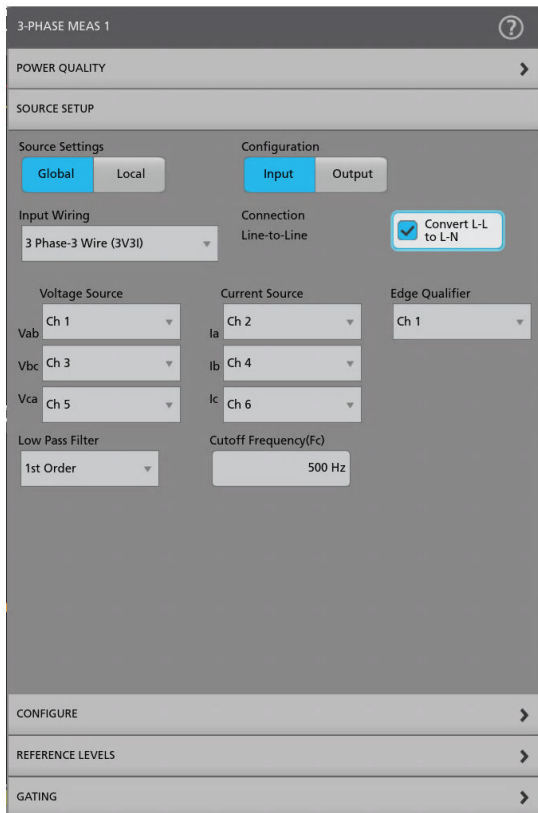 3-PHASE MEAS 1
?
POWER QUALITY
SOURCE SETUP
Source Settings
Configuration
Global
Local
Input
Output
Input Wiring
Connection
3 Phase-3 Wire (3V3I)
Line-to-Line
Convert L-L
to L-N
Voltage Source
Current Source
Edge Qualifier
Vab
Ch 1
Ia
Ch 2
Ch 1
Vbc
Ch 3
Ib
Ch 4
Vca
Ch 5
Ic
Ch 6
Low Pass Filter
Cutoff Frequency(Fc)
1st Order
500 Hz
CONFIGURE
REFERENCE LEVELS
GATING